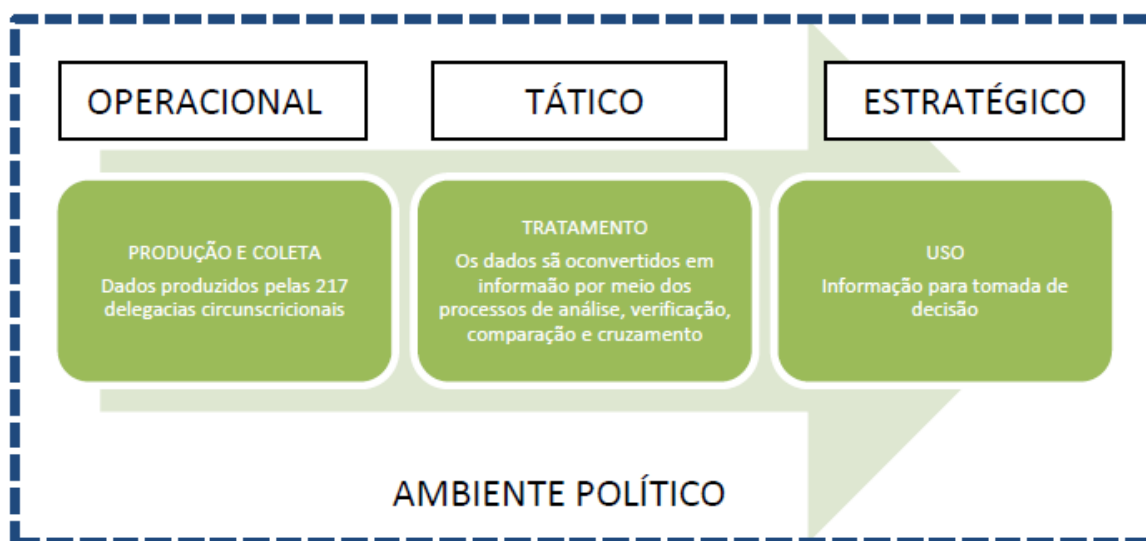 OPERACIONAL
TÁTICO
ESTRATÉGICO
PRODUÇÃO E COLETA
Dados produzidos pelas 217
delegacias circunscricionais
TRATAMENTO
Os dados sã oconvertidos em
informaão por meio dos
processos de análise, verificação,
comparação e cruzamento
USO
Informação para tomada de
decisão
AMBIENTE POLÍTICO